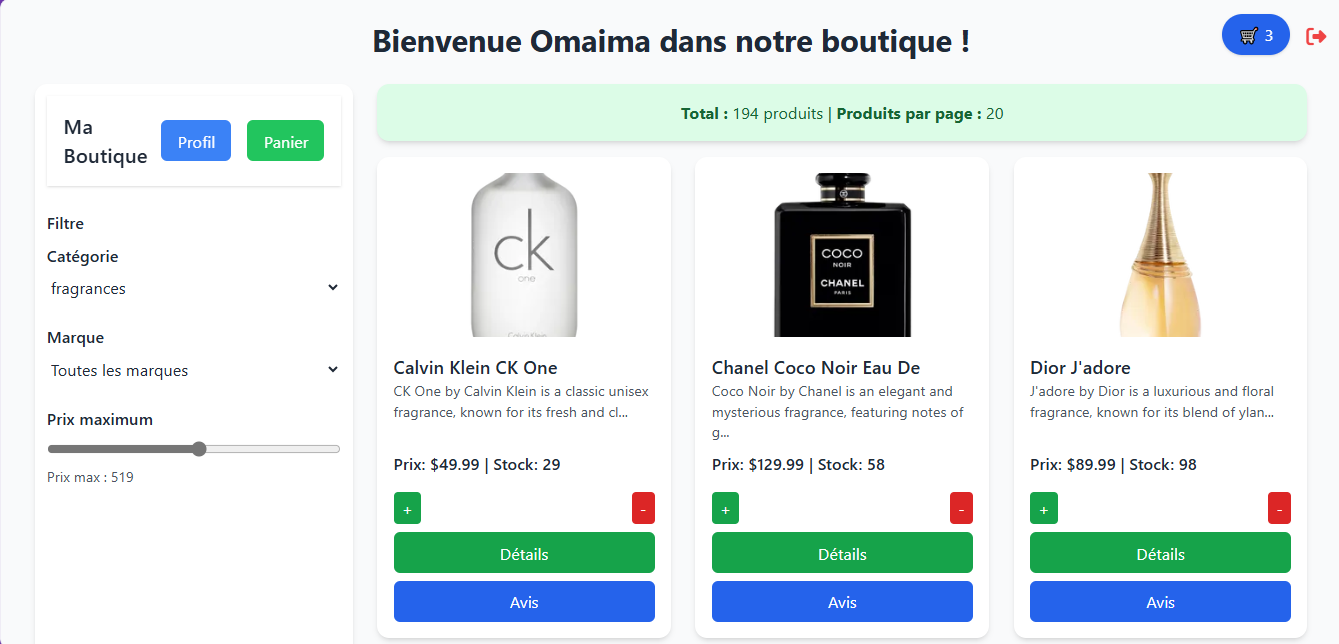 Bienvenue Omaima dans notre boutique !
3
Ma
Boutique
Profil
Panier
Filtre
Catégorie
fragrances
Marque
Toutes les marques
Prix maximum
Prix max : 519
Total : 194 produits | Produits par page : 20
ck
one
Calvin Klein
Calvin Klein CK One
CK One by Calvin Klein is a classic unisex
fragrance, known for its fresh and cl...
Prix: $49.99 | Stock: 29
+ -
Détails
Avis
COCO
NOIR
CHANEL
PARIS
Chanel Coco Noir Eau De
Coco Noir by Chanel is an elegant and
mysterious fragrance, featuring notes of
g...
Prix: $129.99 | Stock: 58
+ -
Détails
Avis
Dior J'adore
J'adore by Dior is a luxurious and floral
fragrance, known for its blend of ylan...
Prix: $89.99 | Stock: 98
+ -
Détails
Avis